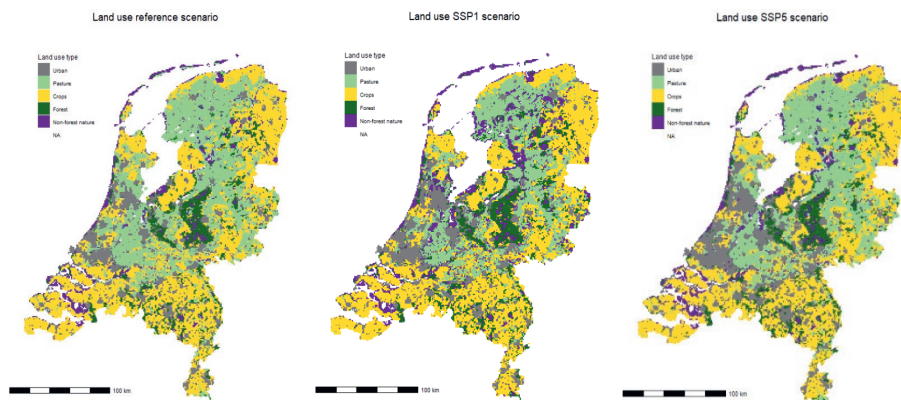 Land use reference scenario
Land use type
Urban
Pasture
Crops
Forest
Non-forest nature
NA
100 km
Land use SSP1 scenario
Land use type
Urban
Pasture
Crops
Forest
Non-forest nature
NA
100 km
Land use SSP5 scenario
Land use type
Urban
Pasture
Crops
Forest
Non-forest nature
NA
100 km